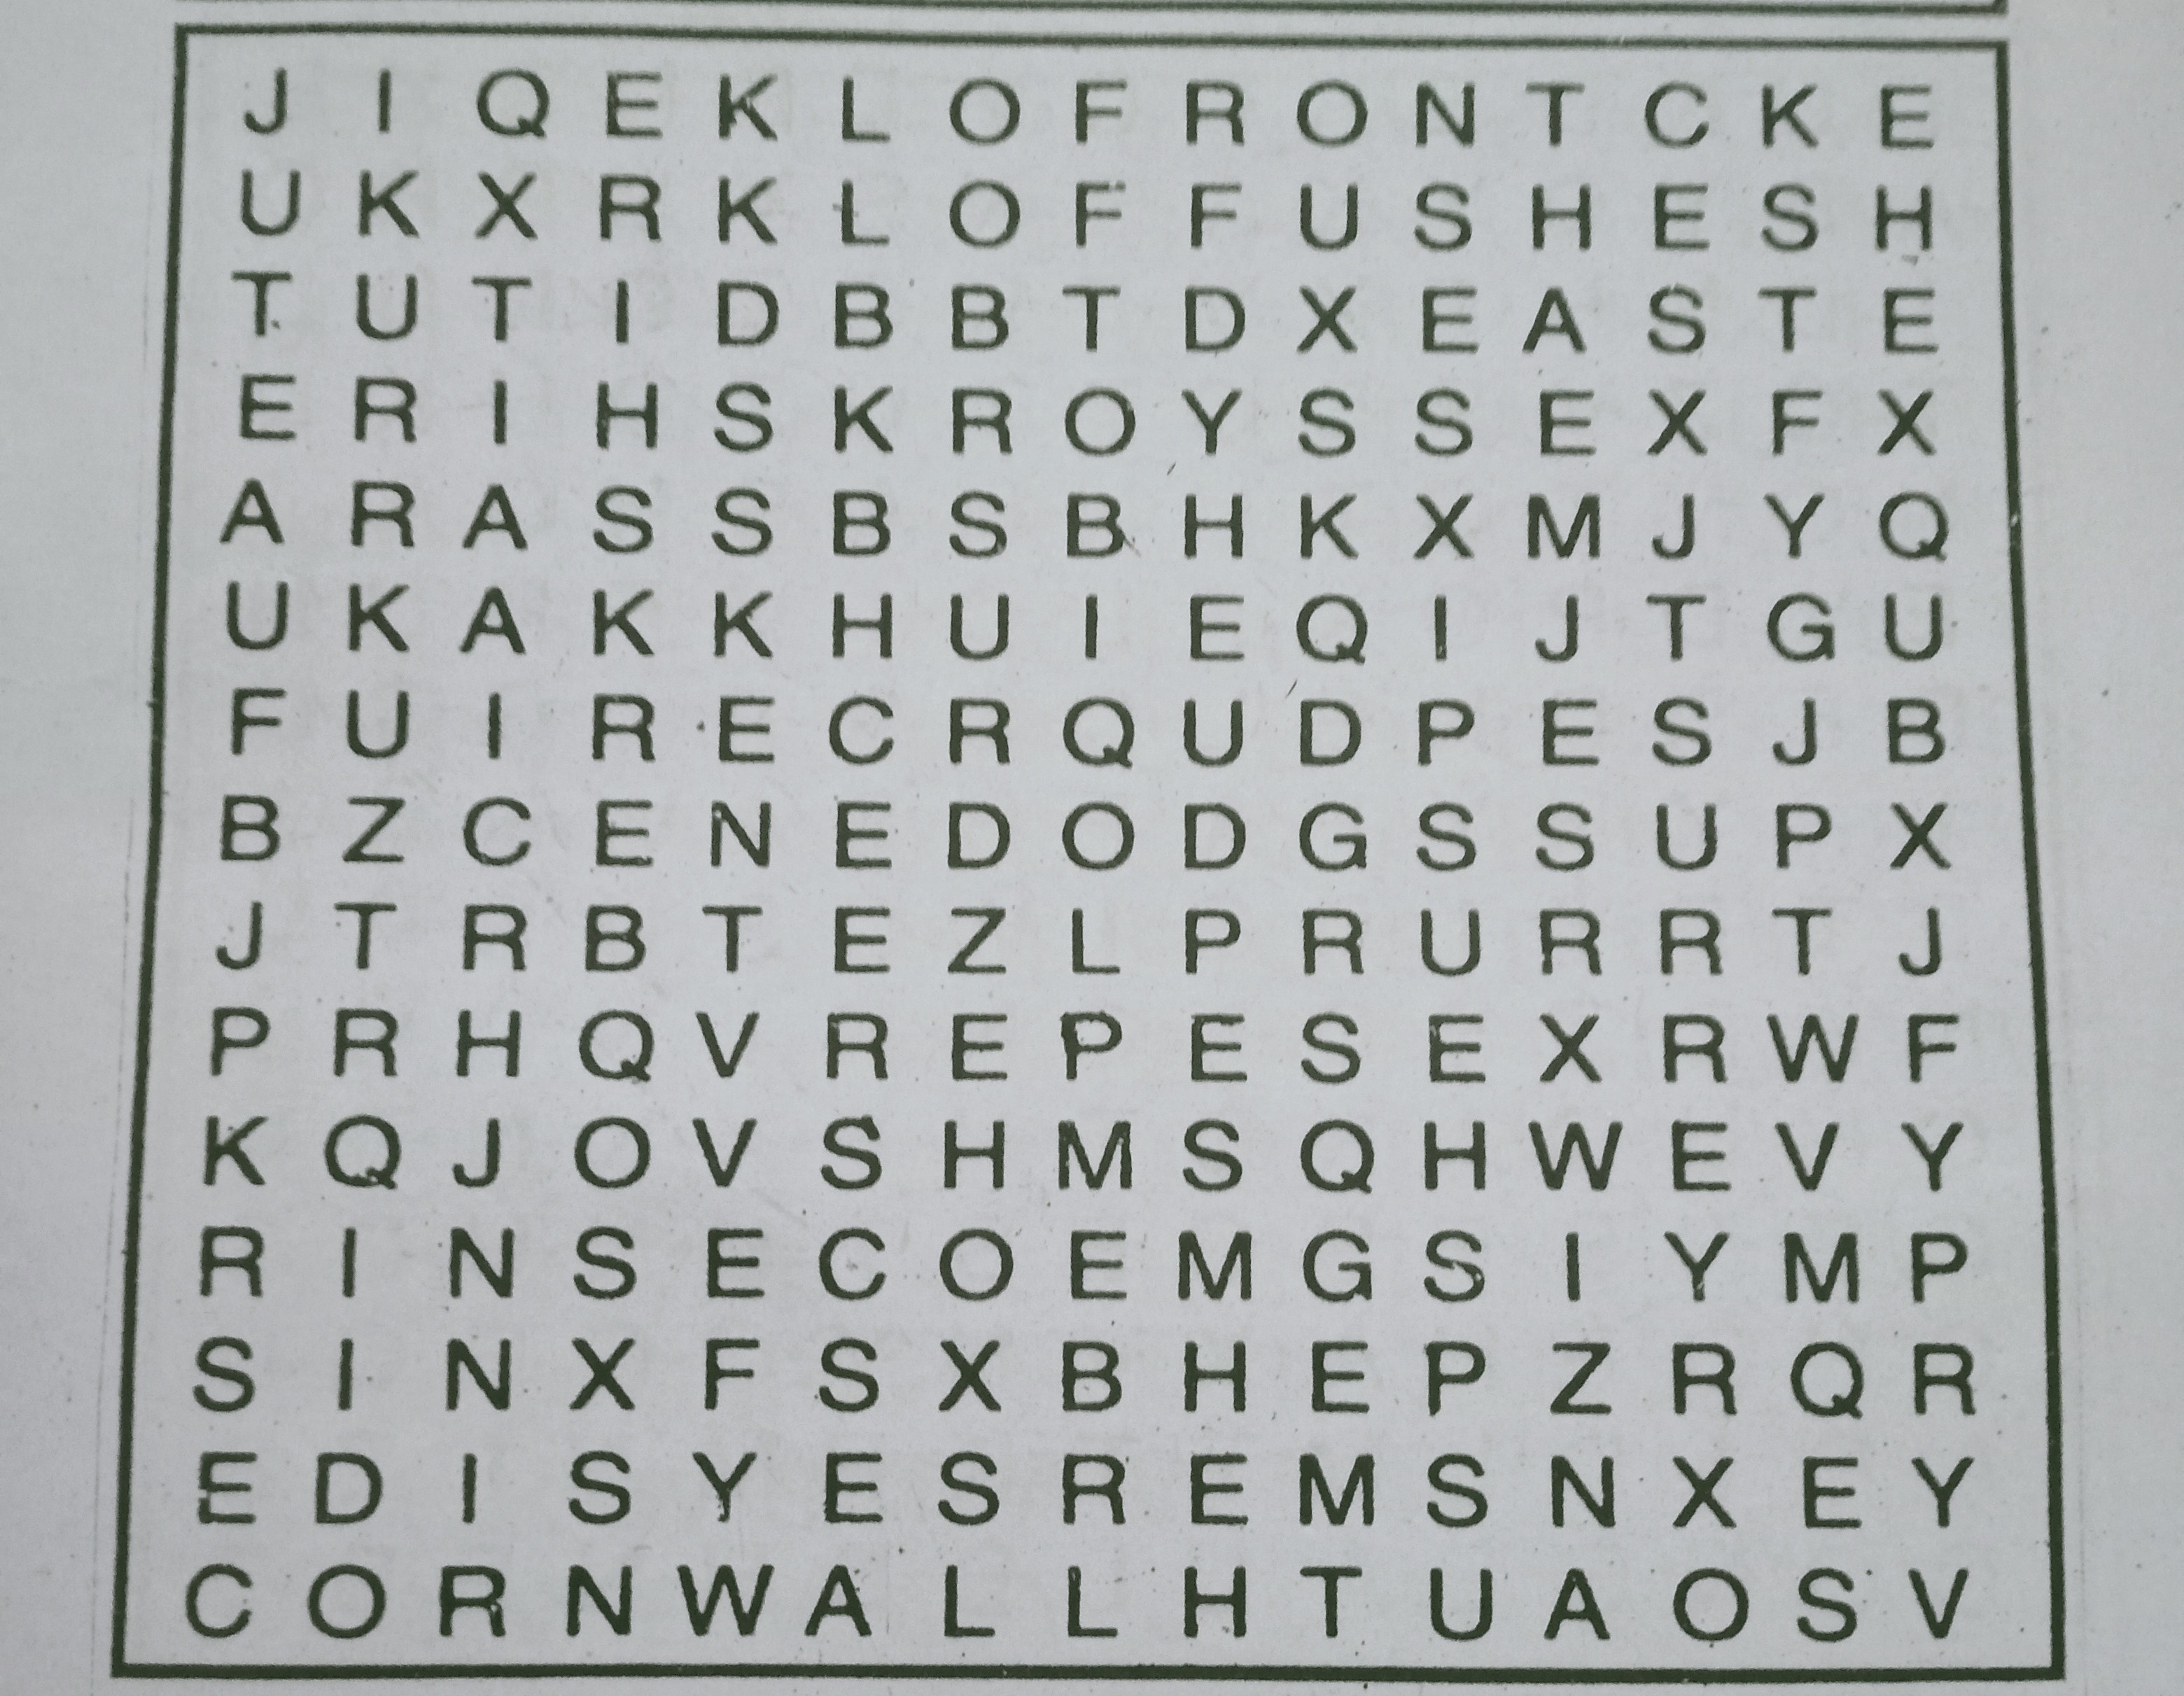 J I Q E K L O F R O N T C K E
U K X R K L O F F U S H E S H
T U T I D B B T D X E A S T E
E R I H S K R O Y S S E X F X
A R A S S B S B H K X M J Y Q
U K A K K H U I E Q I J T G U
F U I R E C R Q U D P E S J B
B Z C E N E D O D G S S U P X
J T R B T E Z L P R U R R T J
P R H Q V R E P E S E X R W F
K Q J O V S H M S Q H W E V Y
R I N S E C O E M G S I Y M P
S I N X F S X B H E P Z R Q R
E D I S Y E S R E M S N X E Y
C O R N W A L L H T U A O S V